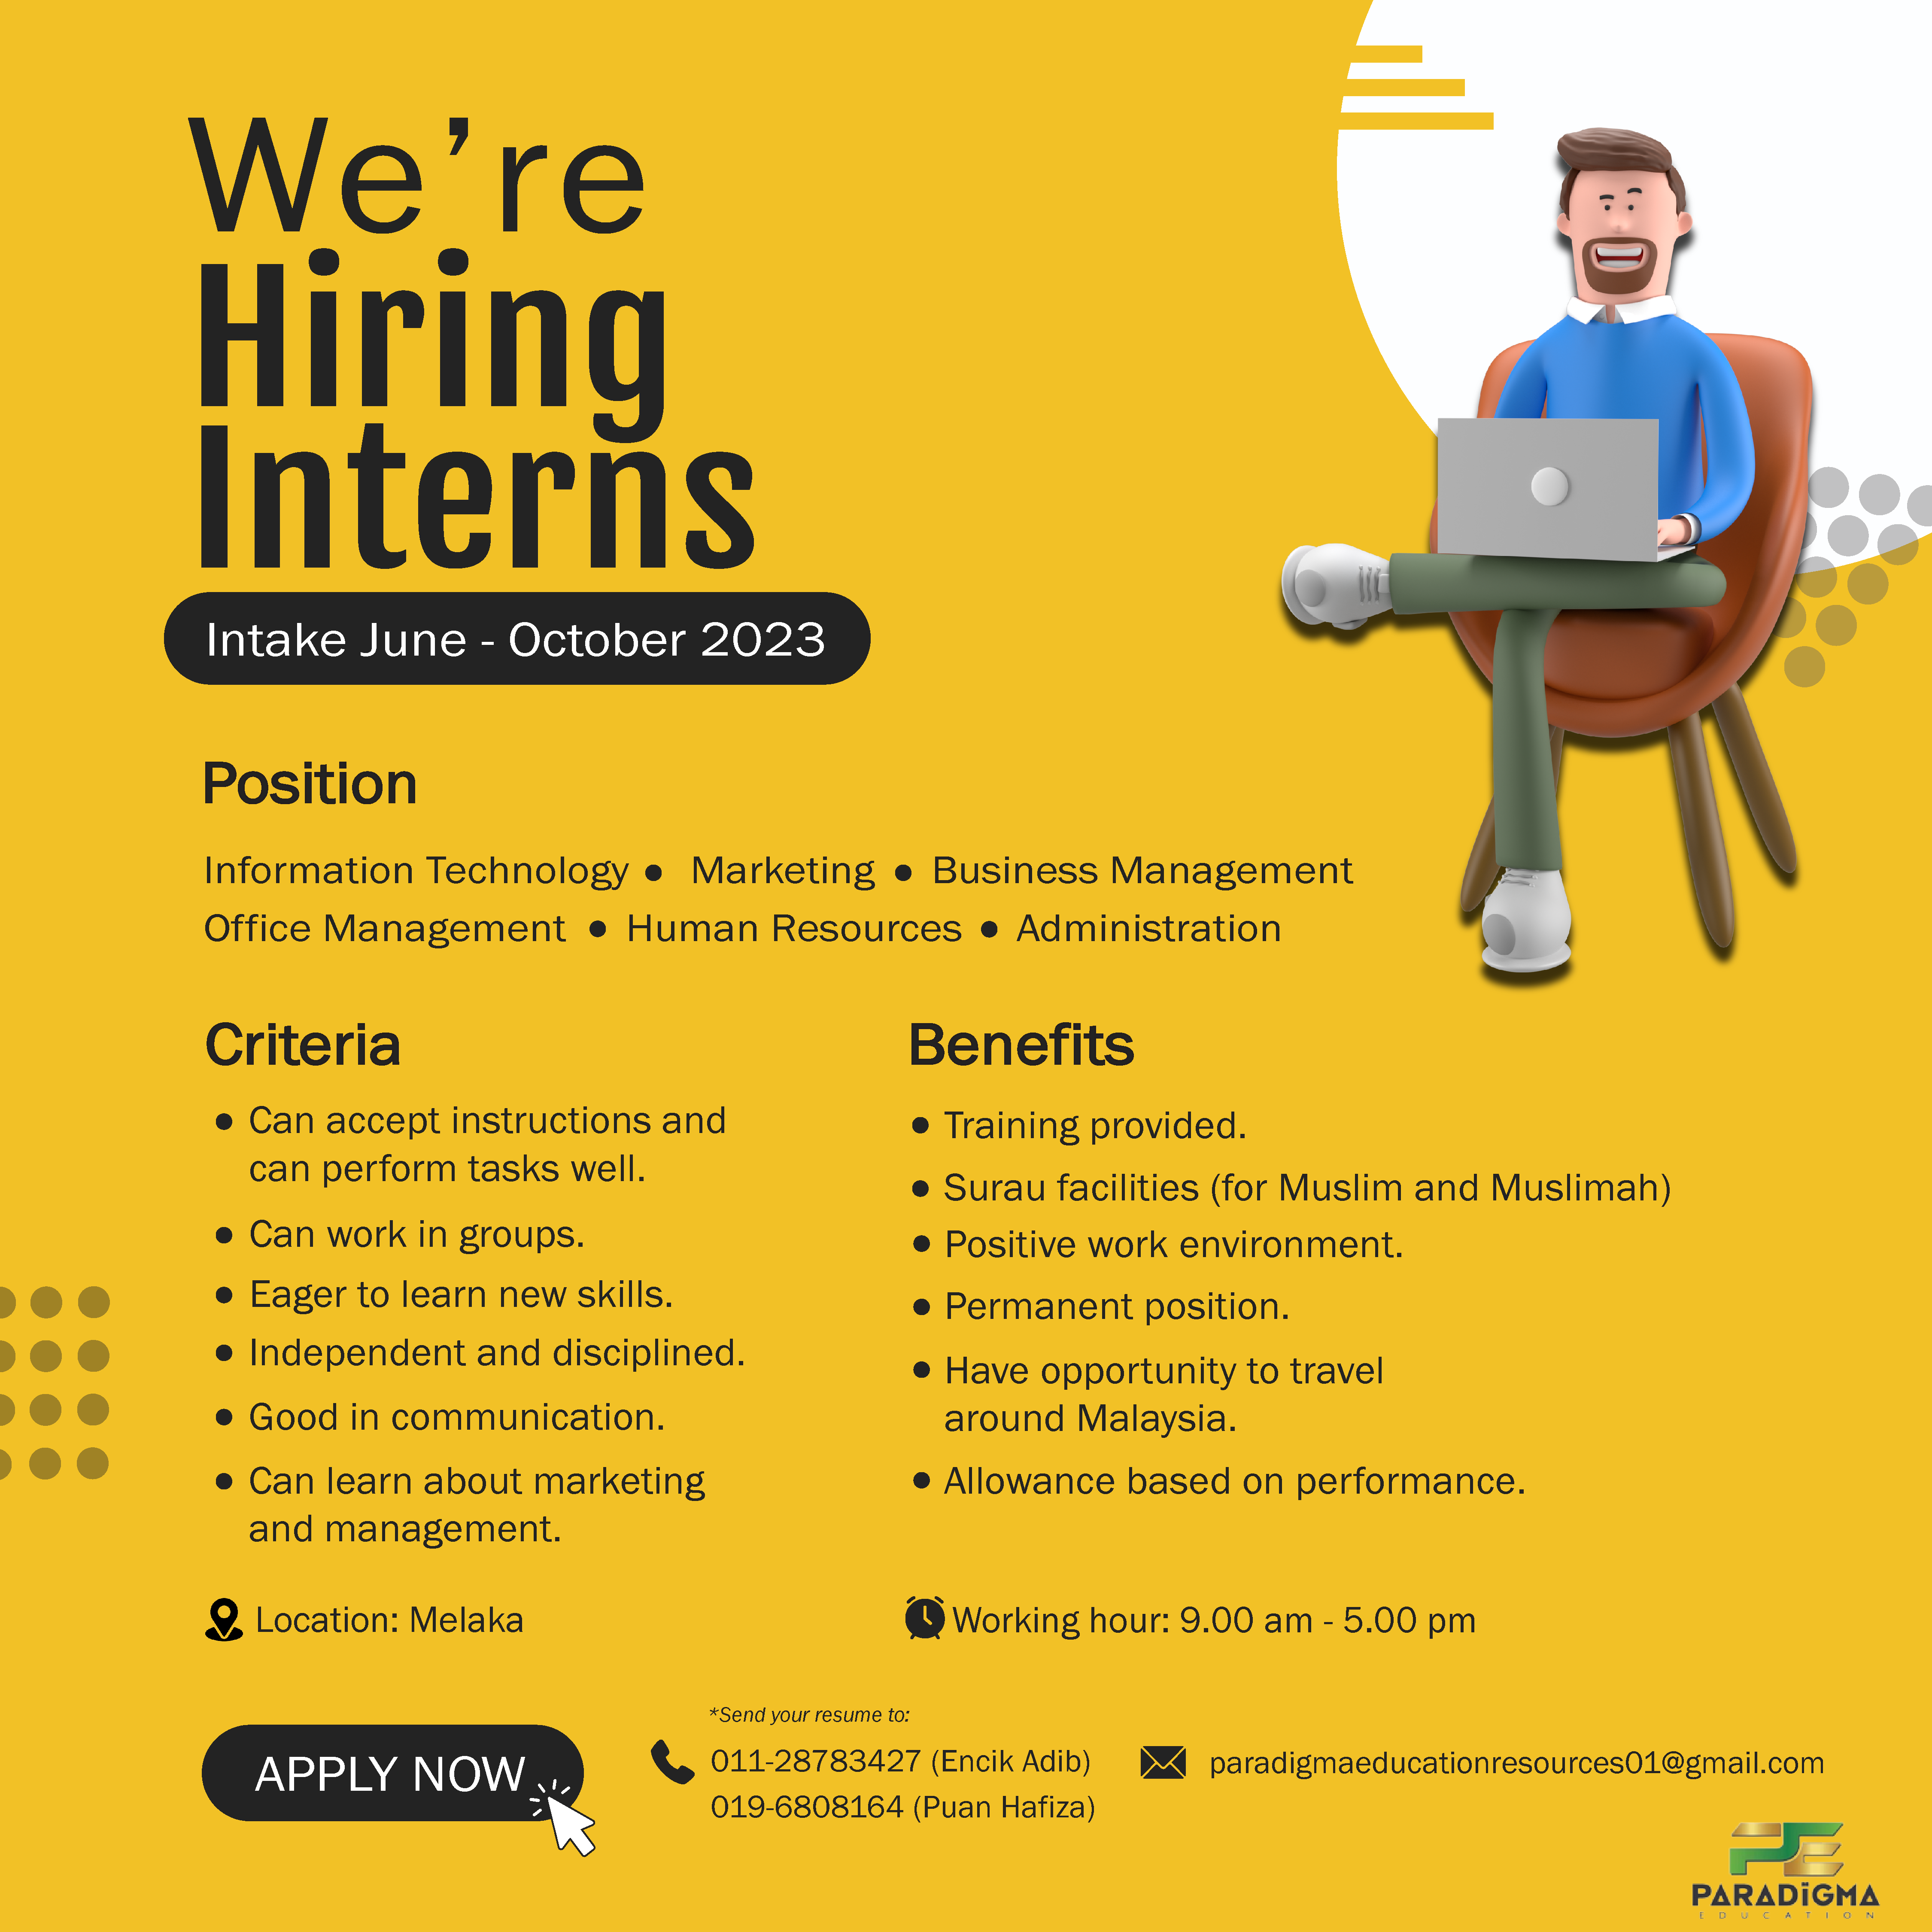 We're
Hiring
Interns
Intake June - October 2023
Position
Information Technology ● Marketing ● Business Management
Office Management ● Human Resources ● Administration
Criteria
● Can accept instructions and
can perform tasks well.
● Can work in groups.
● Eager to learn new skills.
● Independent and disciplined.
● Good in communication.
● Can learn about marketing
and management.
Benefits
● Training provided.
● Surau facilities (for Muslim and Muslimah)
● Positive work environment.
● Permanent position.
● Have opportunity to travel
around Malaysia.
● Allowance based on performance.
Location: Melaka
Working hour: 9.00 am - 5.00 pm
APPLY NOW
*Send your resume to:
011-28783427 (Encik Adib)
019-6808164 (Puan Hafiza)
paradigmaeducationresources01@gmail.com
PE
PARADiGMA
EDUCATION